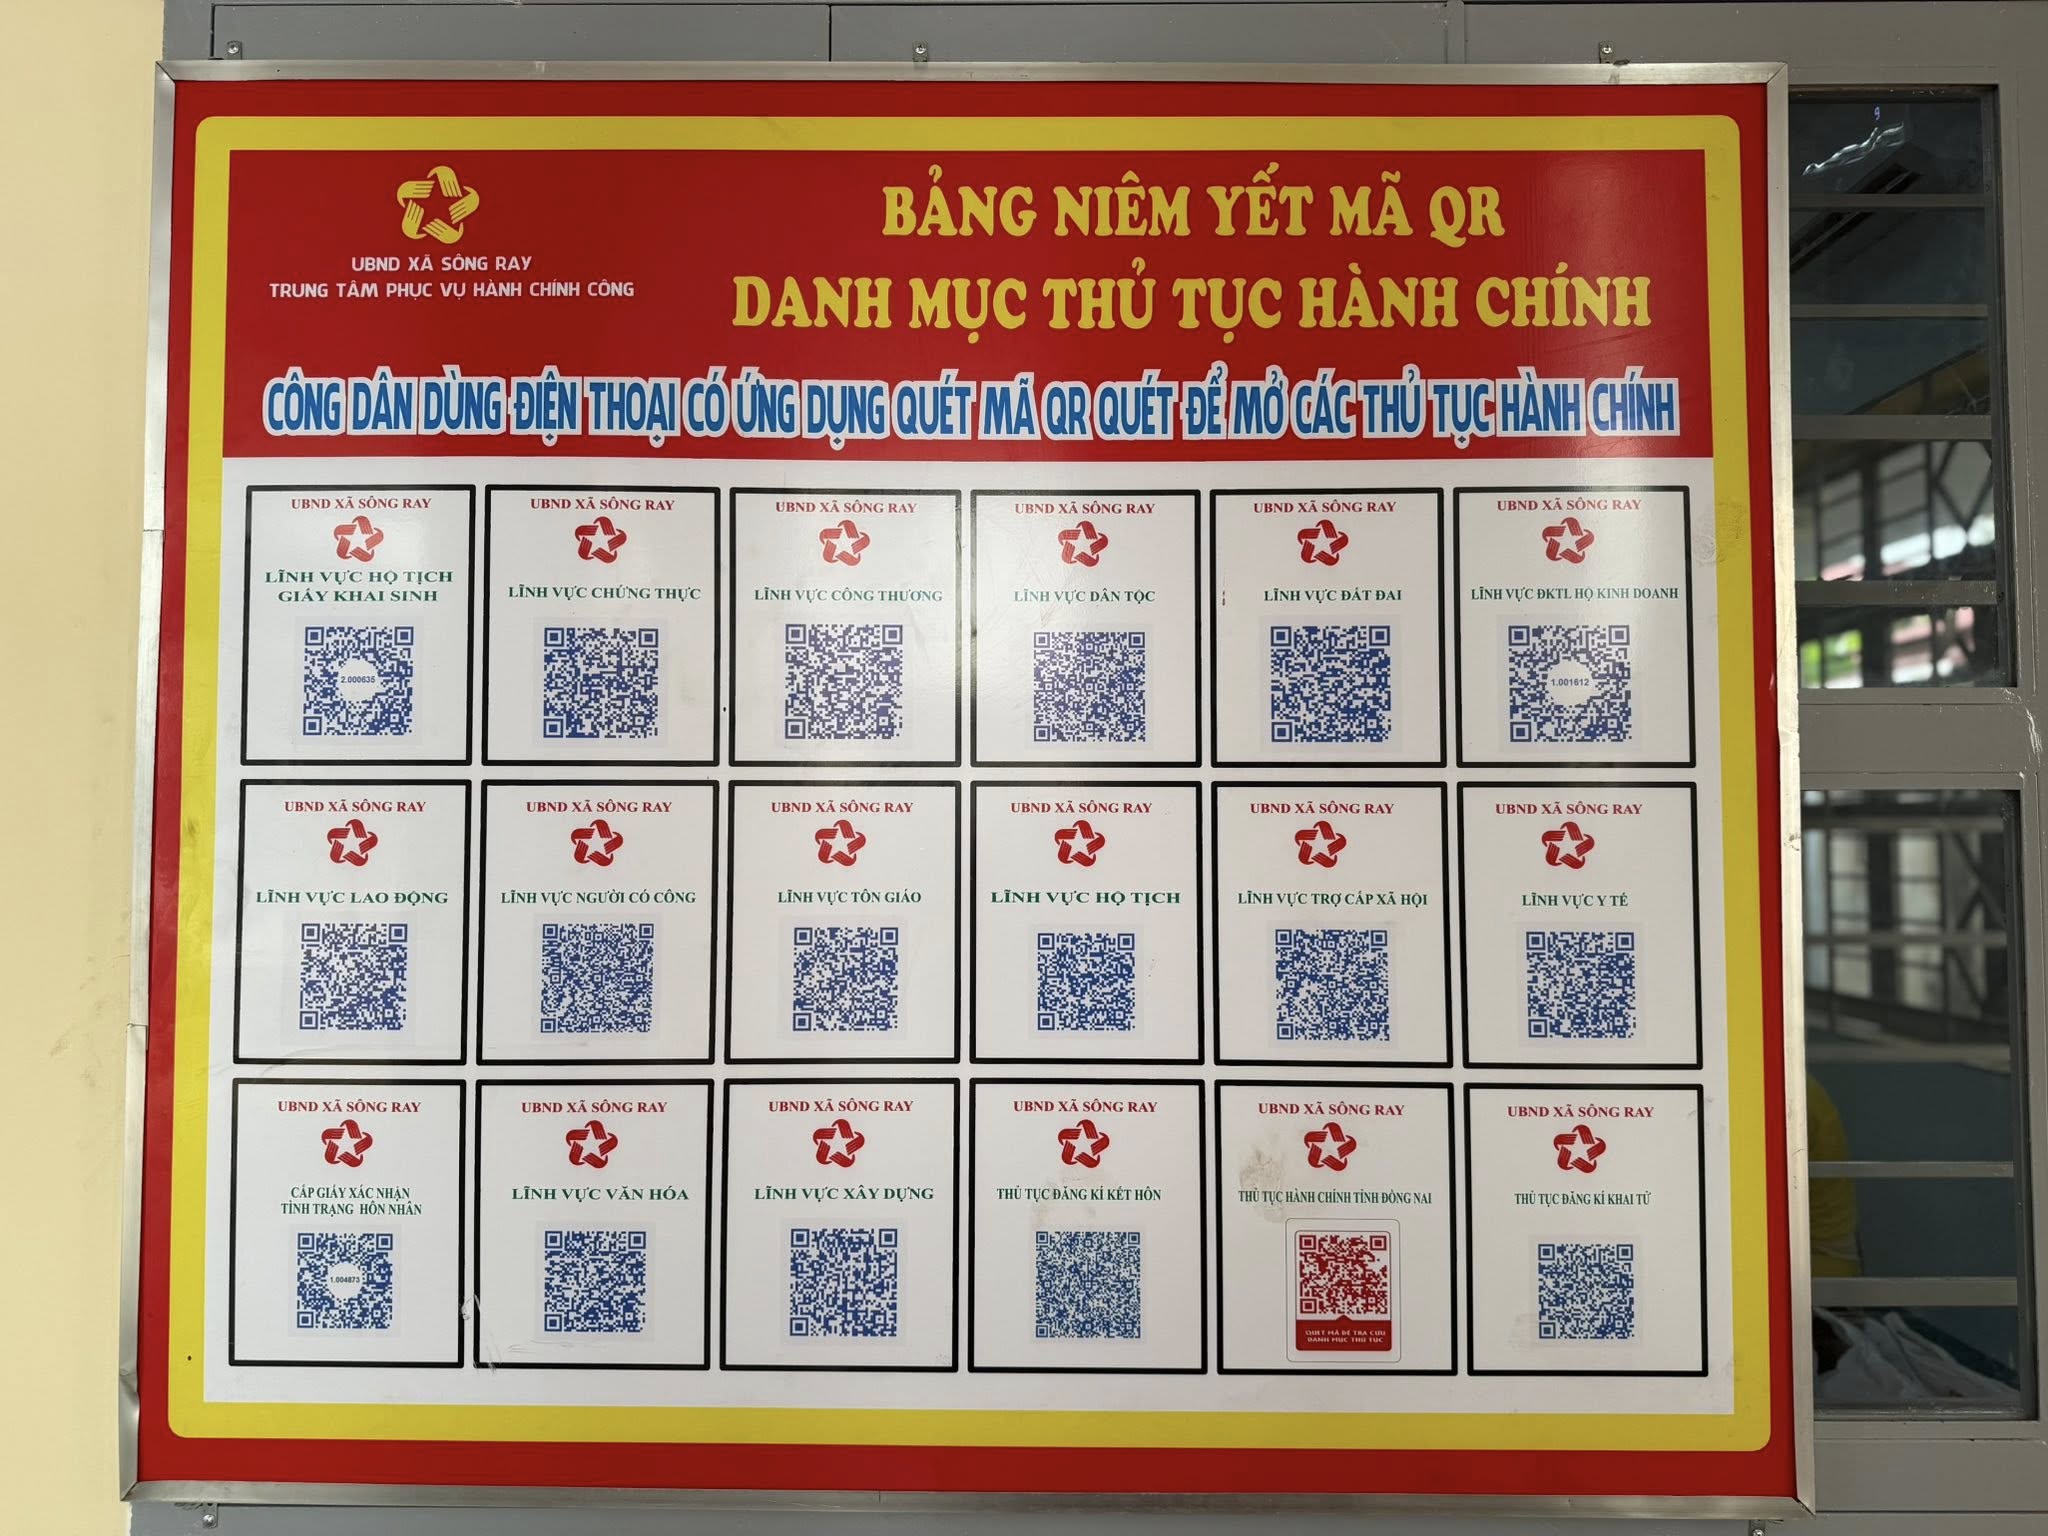 UBND XÃ SÔNG RAY
TRUNG TÂM PHỤC VỤ HÀNH CHÍNH CÔNG
BẢNG NIÊM YẾT MÃ QR
DANH MỤC THỦ TỤC HÀNH CHÍNH
CÔNG DÂN DÙNG ĐIỆN THOẠI CÓ ỨNG DỤNG QUÉT MÃ QR QUÉT ĐỂ MỞ CÁC THỦ TỤC HÀNH CHÍNH
UBND XÃ SÔNG RAY
LĨNH VỰC HỘ TỊCH
GIẤY KHAI SINH
2.000635
UBND XÃ SÔNG RAY
LĨNH VỰC CHỨNG THỰC
UBND XÃ SÔNG RAY
LĨNH VỰC CÔNG THƯƠNG
UBND XÃ SÔNG RAY
LĨNH VỰC DÂN TỘC
UBND XÃ SÔNG RAY
LĨNH VỰC ĐẤT ĐAI
UBND XÃ SÔNG RAY
LĨNH VỰC ĐKTL HỘ KINH DOANH
1.001612
UBND XÃ SÔNG RAY
LĨNH VỰC LAO ĐỘNG
UBND XÃ SÔNG RAY
LĨNH VỰC NGƯỜI CÓ CÔNG
UBND XÃ SÔNG RAY
LĨNH VỰC TÔN GIÁO
UBND XÃ SÔNG RAY
LĨNH VỰC HỘ TỊCH
UBND XÃ SÔNG RAY
LĨNH VỰC TRỢ CẤP XÃ HỘI
UBND XÃ SÔNG RAY
LĨNH VỰC Y TẾ
UBND XÃ SÔNG RAY
CẤP GIẤY XÁC NHẬN
TÌNH TRẠNG HÔN NHÂN
1.004873
UBND XÃ SÔNG RAY
LĨNH VỰC VĂN HÓA
UBND XÃ SÔNG RAY
LĨNH VỰC XÂY DỰNG
UBND XÃ SÔNG RAY
THỦ TỤC ĐĂNG KÍ KẾT HÔN
UBND XÃ SÔNG RAY
THỦ TỤC HÀNH CHÍNH TỈNH ĐỒNG NAI
QUÉT MÃ ĐỂ TRA CỨU
DANH MỤC THỦ TỤC
UBND XÃ SÔNG RAY
THỦ TỤC ĐĂNG KÍ KHAI TỬ